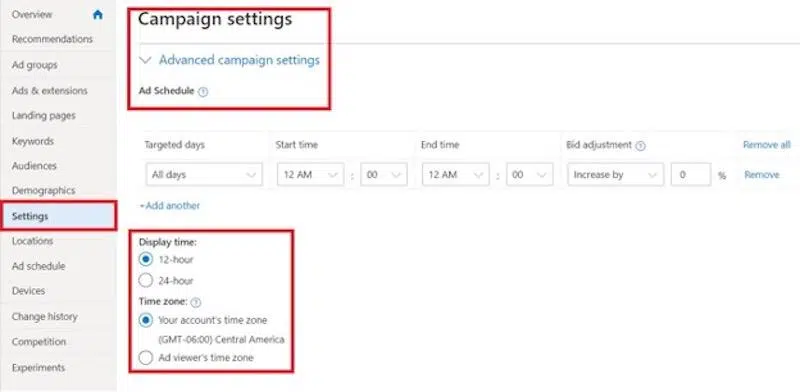 Overview
Recommendations
Ad groups
Ads & extensions
Landing pages
Keywords
Audiences
Demographics
Settings
Locations
Ad schedule
Devices
Change history
Competition
Experiments
Campaign settings
Advanced campaign settings
Ad Schedule ?
Targeted days Start time End time Bid adjustment ? Remove all
All days 12 AM : 00 12 AM : 00 Increase by 0 % Remove
+Add another
Display time:
12-hour
24-hour
Time zone: ?
Your account's time zone
(GMT-06:00) Central America
Ad viewer's time zone